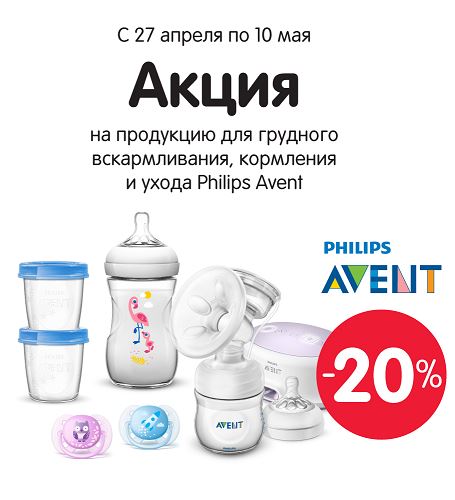 С 27 апреля по 10 мая
Акция
на продукцию для грудного
вскармливания, кормления
и ухода Philips Avent
PHILIPS
AVENT
-20%
AVENT